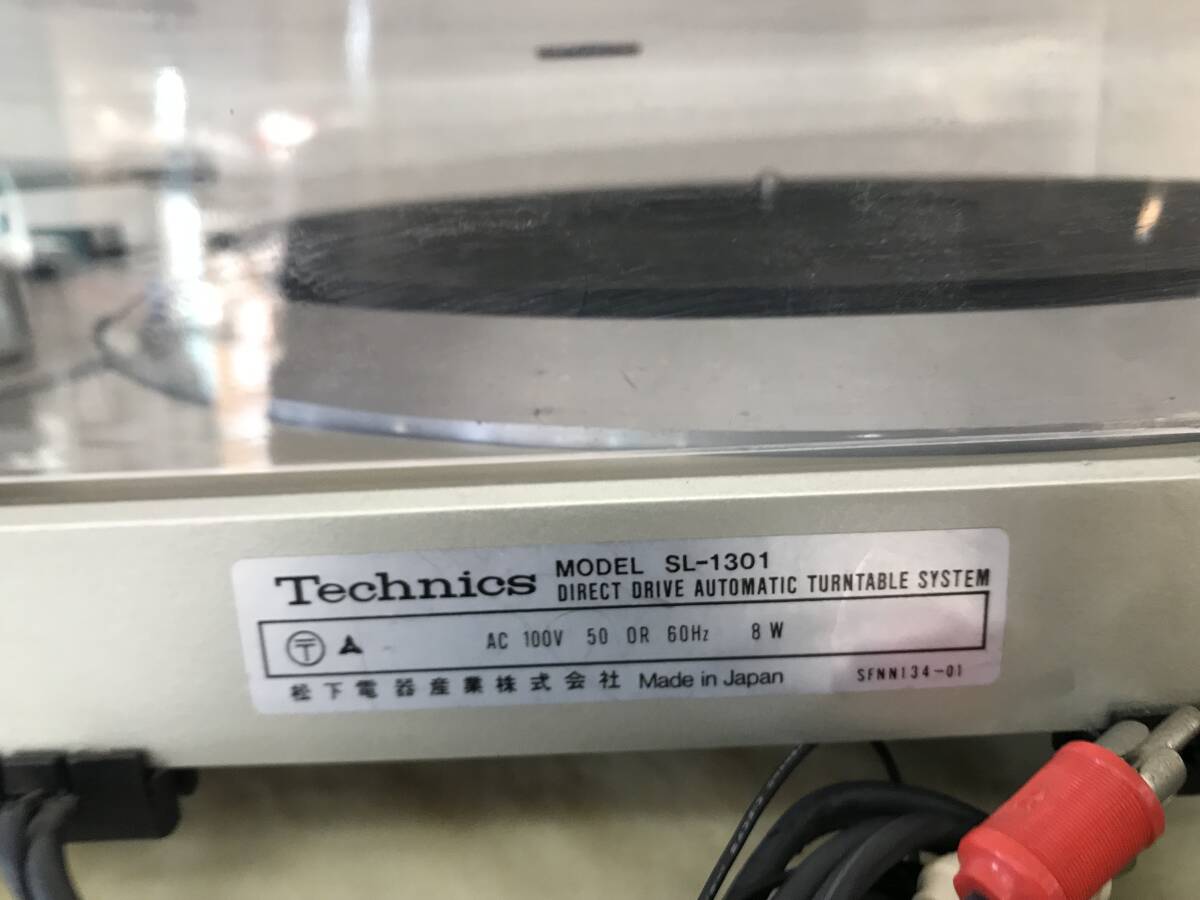 Technics MODEL SL-1301
DIRECT DRIVE AUTOMATIC TURNTABLE SYSTEM
〒 AC 100V 50 OR 60Hz 8W
松下電器産業株式会社 Made in Japan SFNN134-01